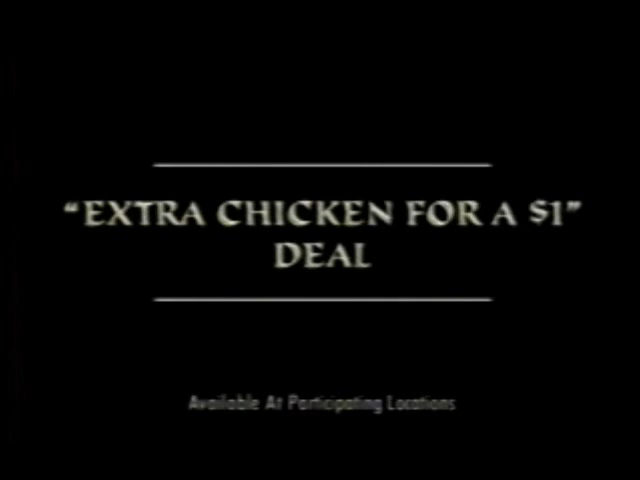 “EXTRA CHICKEN FOR A $1”
DEAL
Available At Participating Locations